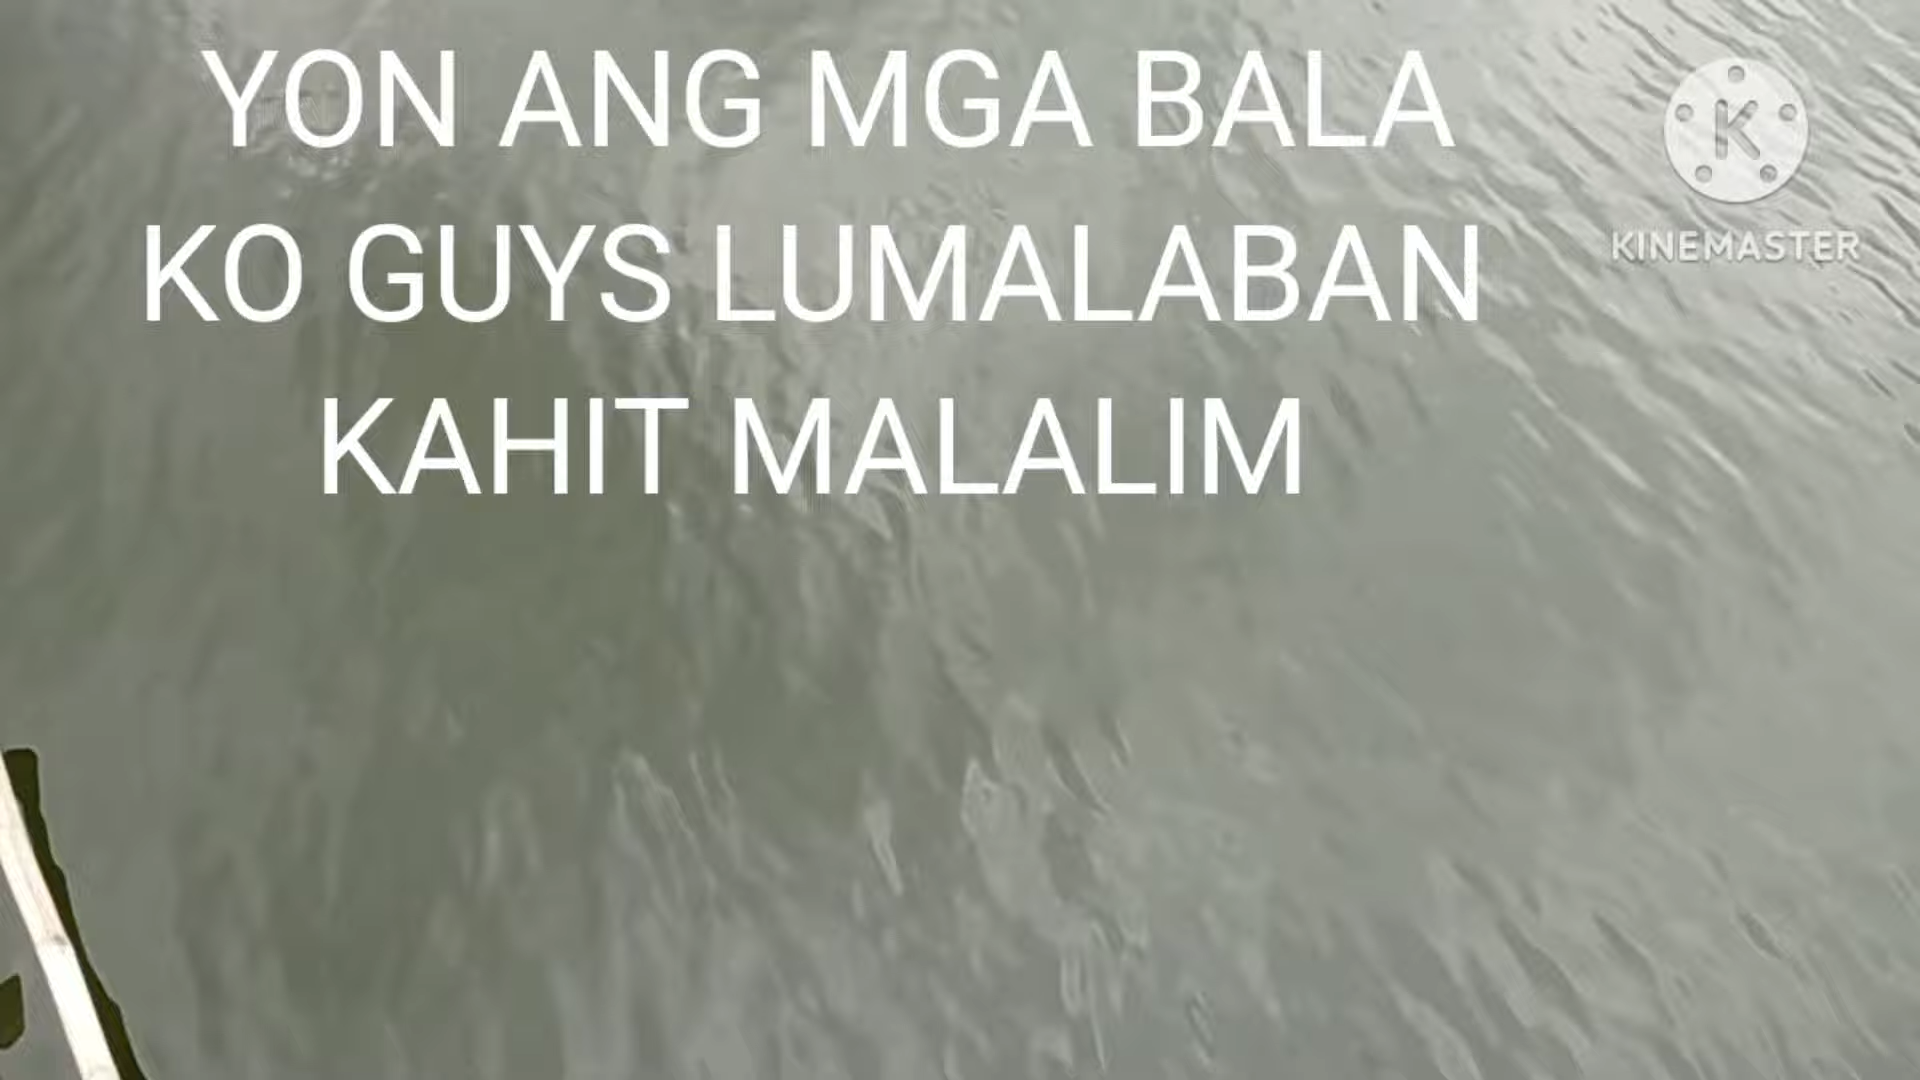 YON ANG MGA BALA
KO GUYS LUMALABAN
KAHIT MALALIM
K
KINEMASTER